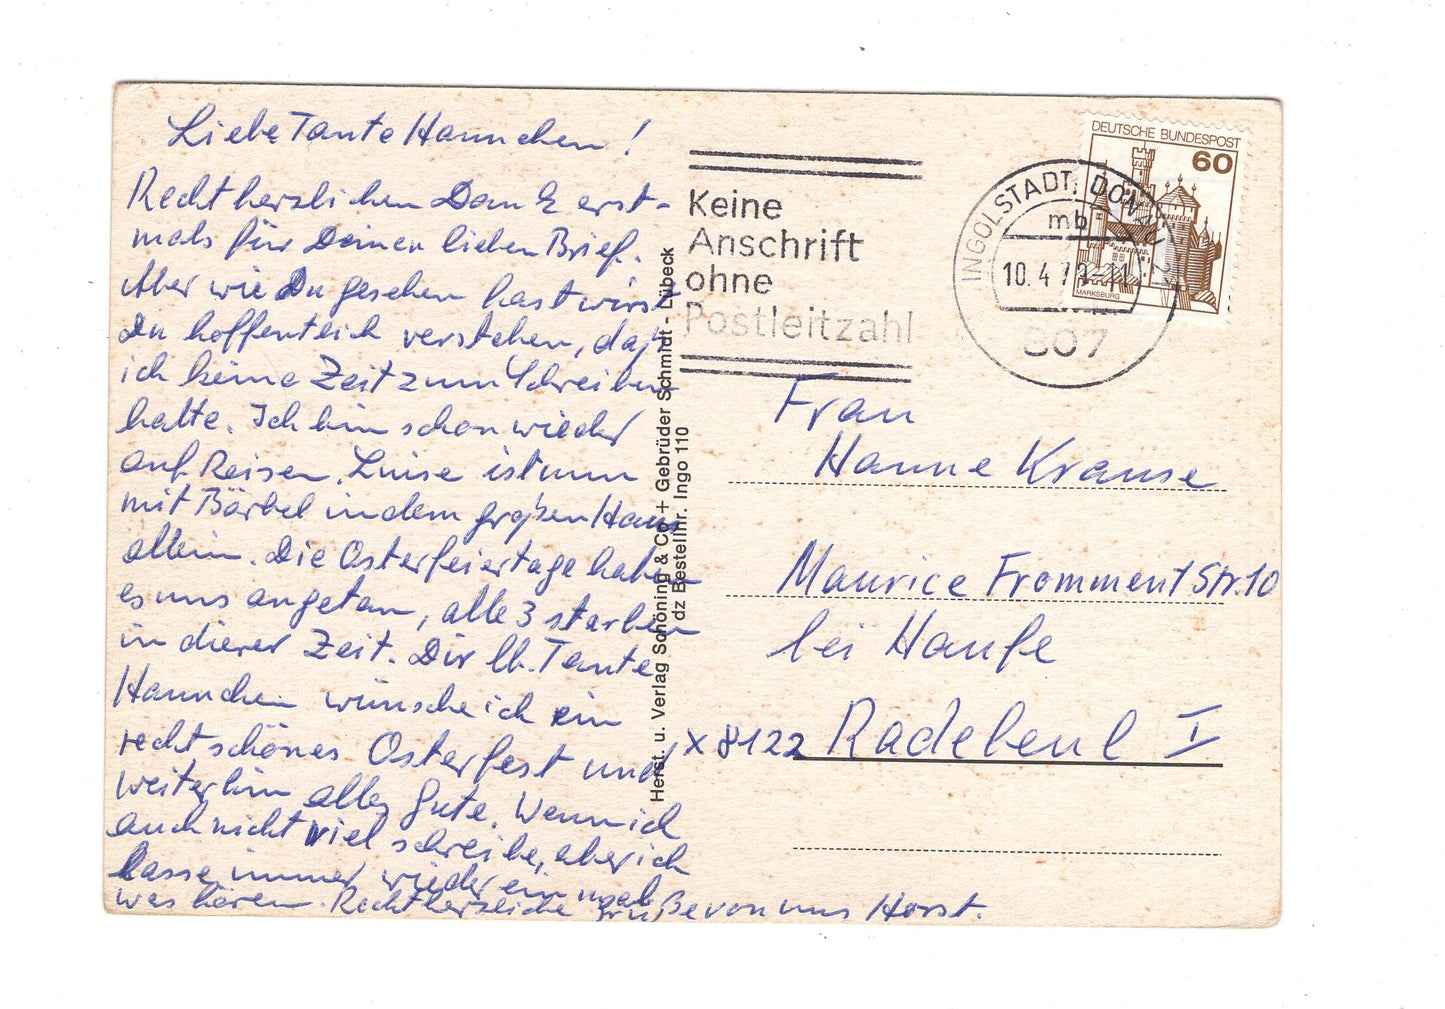 Liebe Tante Hannchen!
Recht herzlichen Dank erst-
mals für Deinen lieben Brief.
Aber wie Du gesehen hast wirst
Du hoffentlich verstehen, daß
ich keine Zeit zum Schreiben
hatte. Ich bin schon wieder
auf Reisen. Luise ist nun
mit Bärbel in dem großen Haus
allein. Die Osterfeiertage haben
es uns angetan, alle 3 starben
in dieser Zeit. Dir lb. Tante
Hannchen wünsche ich ein
recht schönes Osterfest und
weiterhin alles Gute. Wenn ich
auch nicht viel schreibe, aber ich
lasse immer wieder ein mal
was hören. Recht herzliche Grüße von uns Horst.
Herst. u. Verlag Schöning & Co + Gebrüder Schmidt - Lübeck
dz Bestellnr. Ingo 110
Keine
Anschrift
ohne
Postleitzahl
INGOLSTADT, DONAU
mb
10.4.7
807
DEUTSCHE BUNDESPOST
60
MARKSBURG
Frau
Hanne Krause
Maurice Fromment Str. 10
bei Haufe
X 8122 Radebeul I